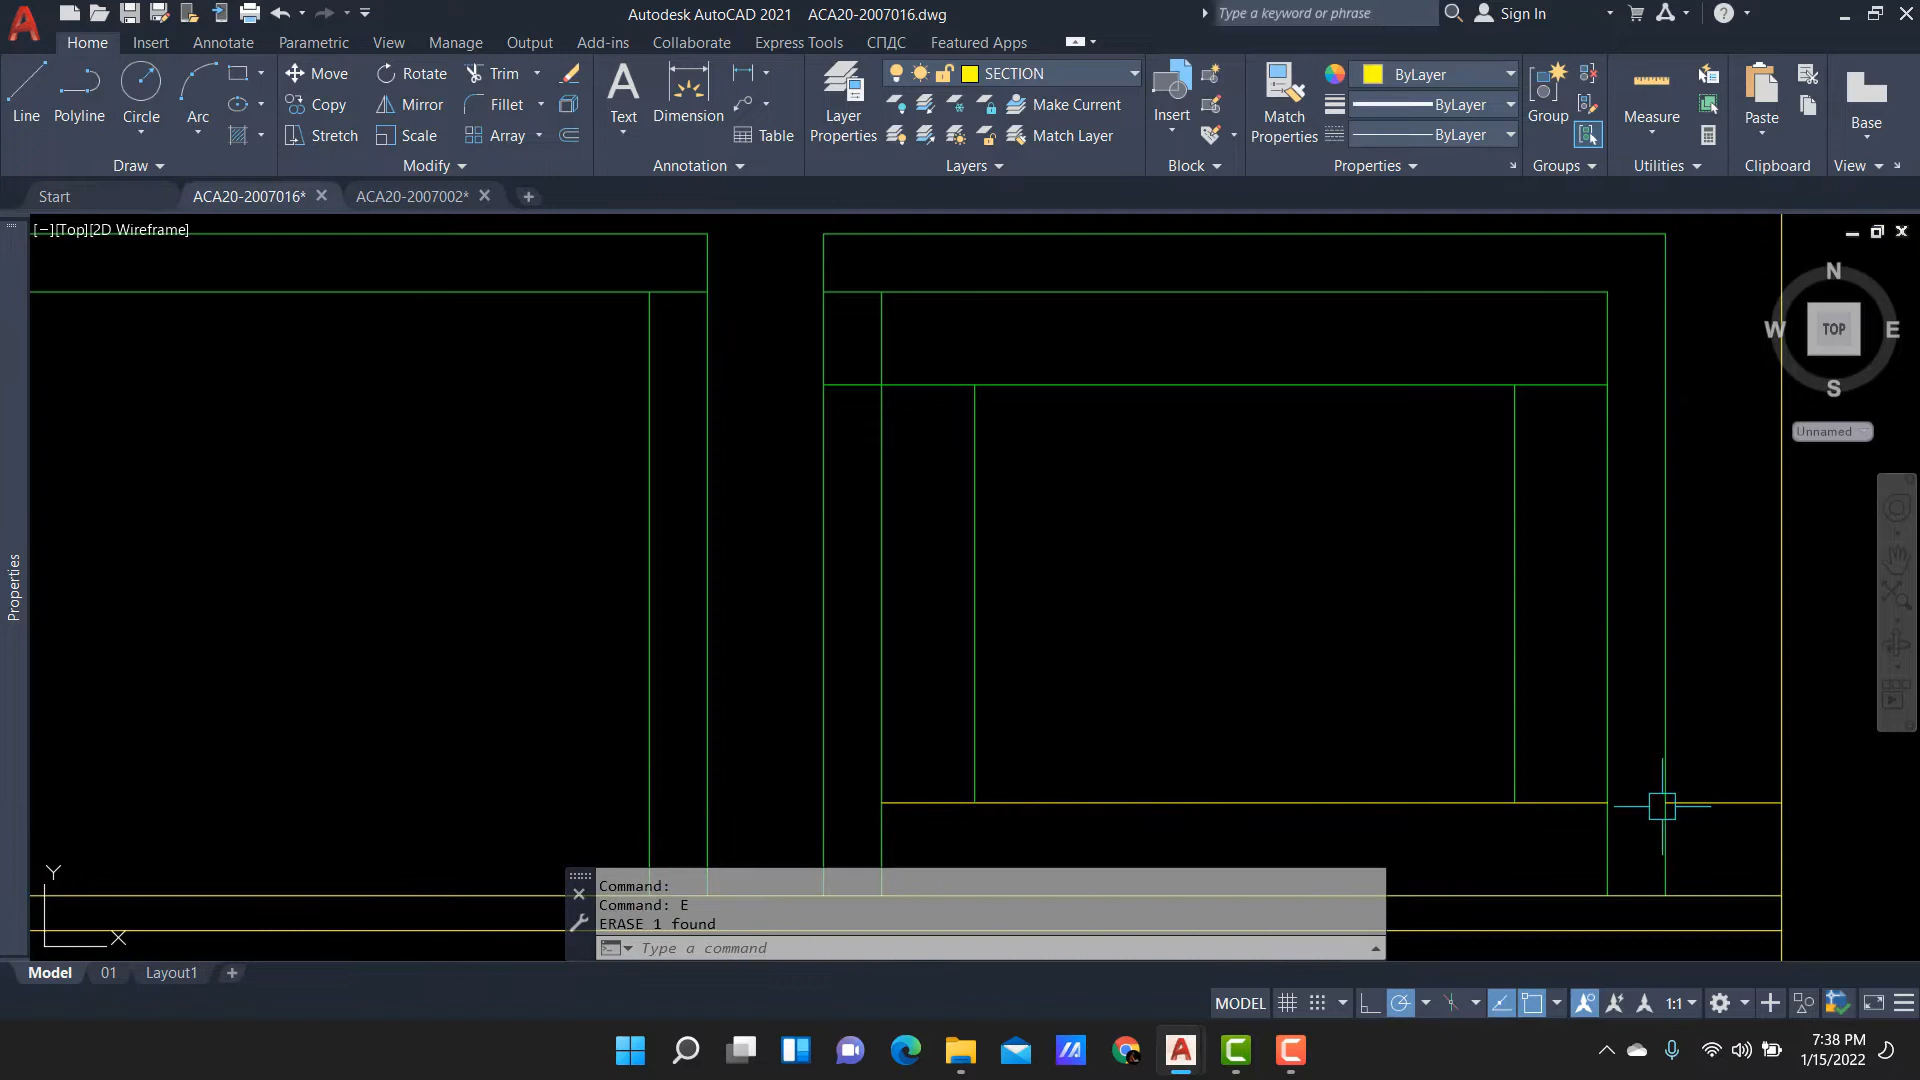 Autodesk AutoCAD 2021 ACA20-2007016.dwg
Type a keyword or phrase
Sign In
Home Insert Annotate Parametric View Manage Output Add-ins Collaborate Express Tools СПДС Featured Apps
Line Polyline Circle Arc
Draw
Move Rotate Trim
Copy Mirror Fillet
Stretch Scale Array
Modify
Text Dimension Table
Annotation
Layer Properties
SECTION
Make Current
Match Layer
Layers
Insert
Block
Match Properties
ByLayer
ByLayer
ByLayer
Properties
Group
Groups
Measure
Utilities
Paste
Clipboard
Base
View
Start ACA20-2007016* ACA20-2007002*
[−][Top][2D Wireframe]
N
W TOP E
S
Unnamed
Properties
Y
X
Command:
Command: E
ERASE 1 found
Type a command
Model 01 Layout1
MODEL 1:1
7:38 PM
1/15/2022